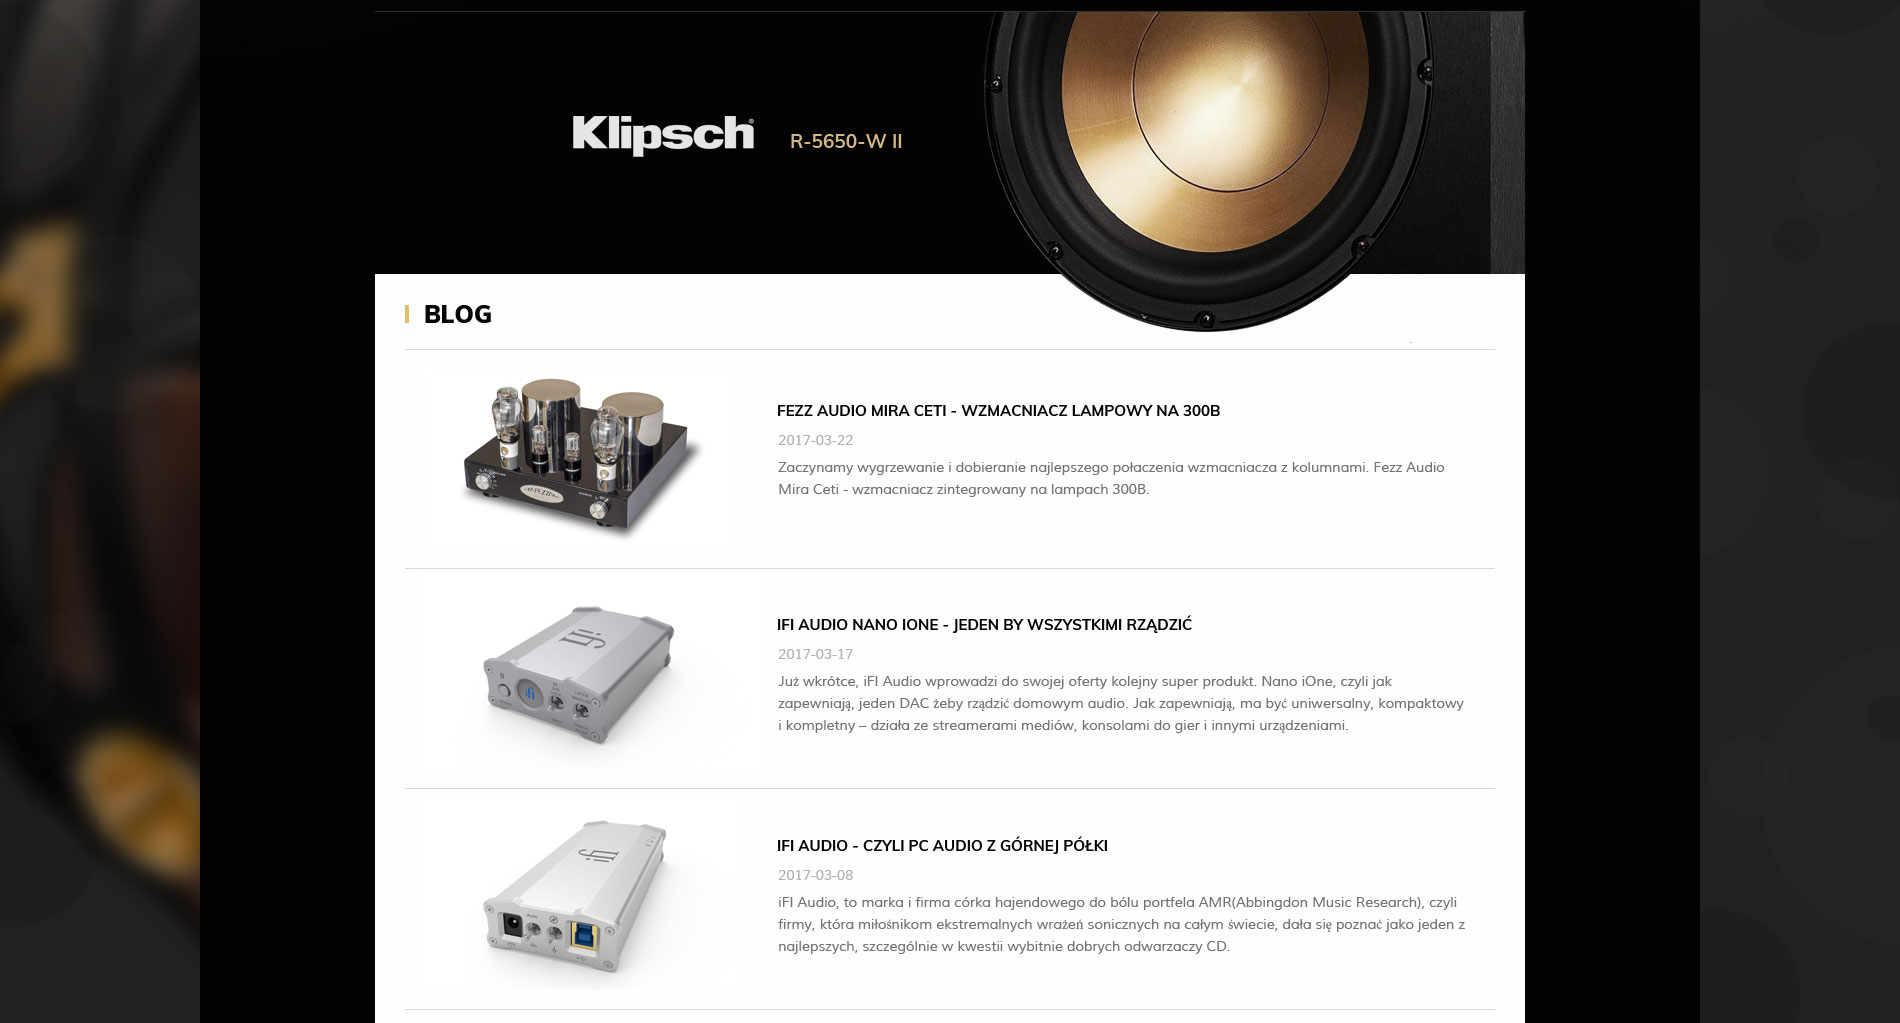 Klipsch R-5650-W II
BLOG
FEZZ AUDIO MIRA CETI - WZMACNIACZ LAMPOWY NA 300B
2017-03-22
Zaczynamy wygrzewanie i dobieranie najlepszego połaczenia wzmacniacza z kolumnami. Fezz Audio
Mira Ceti - wzmacniacz zintegrowany na lampach 300B.
FEZZ
IFI AUDIO NANO IONE - JEDEN BY WSZYSTKIMI RZĄDZIĆ
2017-03-17
Już wkrótce, iFI Audio wprowadzi do swojej oferty kolejny super produkt. Nano iOne, czyli jak
zapewniają, jeden DAC żeby rządzić domowym audio. Jak zapewniają, ma być uniwersalny, kompaktowy
i kompletny – działa ze streamerami mediów, konsolami do gier i innymi urządzeniami.
ifi
ifi
IFI AUDIO - CZYLI PC AUDIO Z GÓRNEJ PÓŁKI
2017-03-08
iFI Audio, to marka i firma córka hajendowego do bólu portfela AMR(Abbingdon Music Research), czyli
firmy, która miłośnikom ekstremalnych wrażeń sonicznych na całym świecie, dała się poznać jako jeden z
najlepszych, szczególnie w kwestii wybitnie dobrych odwarzaczy CD.
ifi